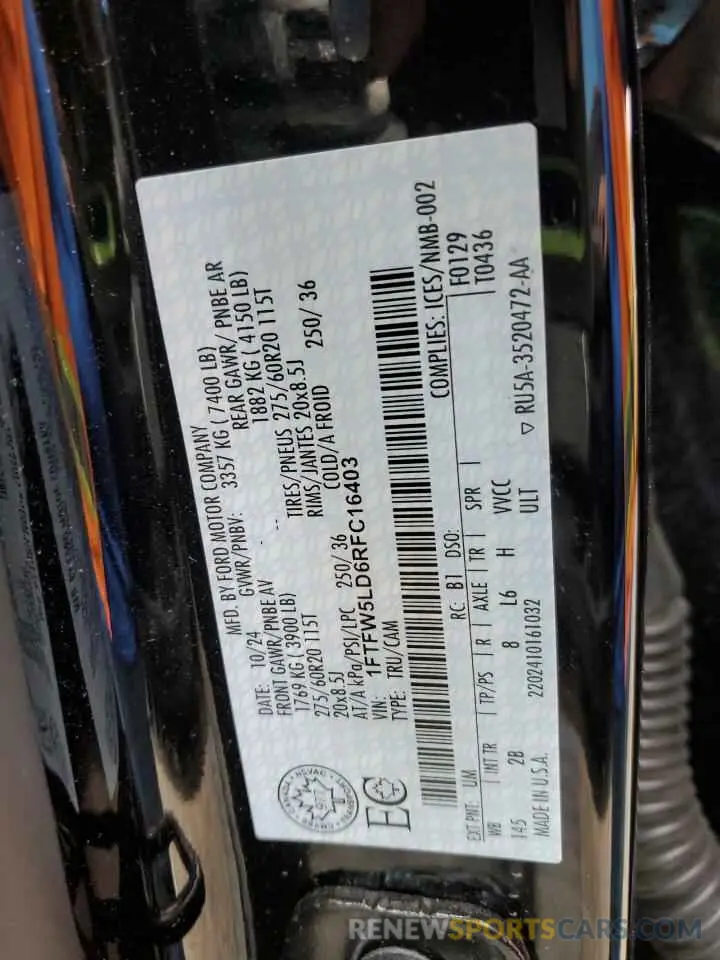 MFD. BY FORD MOTOR COMPANY
DATE: 10/24 GVWR/PNBV: 3357 KG ( 7400 LB)
FRONT GAWR/PNBE AV REAR GAWR/ PNBE AR
1769 KG ( 3900 LB) 1882 KG ( 4150 LB)
275/60R20 115T TIRES/PNEUS 275/60R20 115T
20x8.5J RIMS/JANTES 20x8.5J
AT/A kPa/PSI/LPC 250/36 COLD/A FROID 250/ 36
VIN: 1FTFW5LD6RFC16403
TYPE: TRU/CAM
EC
COMPLIES: ICES/NMB-002
EXT PNT: UM RC: B1 DSO: F0129
T0436
WB INT TR TP/PS R AXLE TR SPR
145 2B 8 L6 H VVCC
MADE IN U.S.A. 2202410161032 ULT
RU5A-3520472-AA
RENEWSPORTSCARS.COM